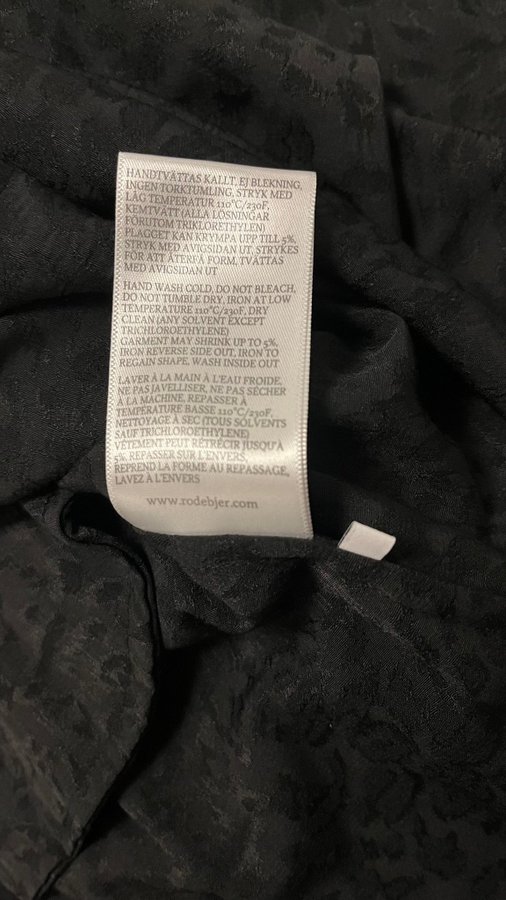 HANDTVÄTTAS KALLT, EJ BLEKNING,
INGEN TORKTUMLING, STRYK MED
LÅG TEMPERATUR 110°C/230F,
KEMTVÄTT (ALLA LÖSNINGAR
FÖRUTOM TRIKLORETHYLEN)
PLAGGET KAN KRYMPA UPP TILL 5%,
STRYK MED AVIGSIDAN UT, STRYKES
FÖR ATT ÅTERFÅ FORM, TVÄTTAS
MED AVIGSIDAN UT
HAND WASH COLD, DO NOT BLEACH,
DO NOT TUMBLE DRY, IRON AT LOW
TEMPERATURE 110°C/230F, DRY
CLEAN (ANY SOLVENT EXCEPT
TRICHLOROETHYLENE)
GARMENT MAY SHRINK UP TO 5%,
IRON REVERSE SIDE OUT, IRON TO
REGAIN SHAPE, WASH INSIDE OUT
LAVER À LA MAIN À L'EAU FROIDE,
NE PAS JAVELLISER, NE PAS SÉCHER
À LA MACHINE, REPASSER À
TEMPÉRATURE BASSE 110°C/230F,
NETTOYAGE À SEC (TOUS SOLVENTS
SAUF TRICHLOROETHYLENE)
VÊTEMENT PEUT RÉTRÉCIR JUSQU'À
5%, REPASSER SUR L'ENVERS,
REPREND LA FORME AU REPASSAGE,
LAVEZ À L'ENVERS
www.rodebjer.com